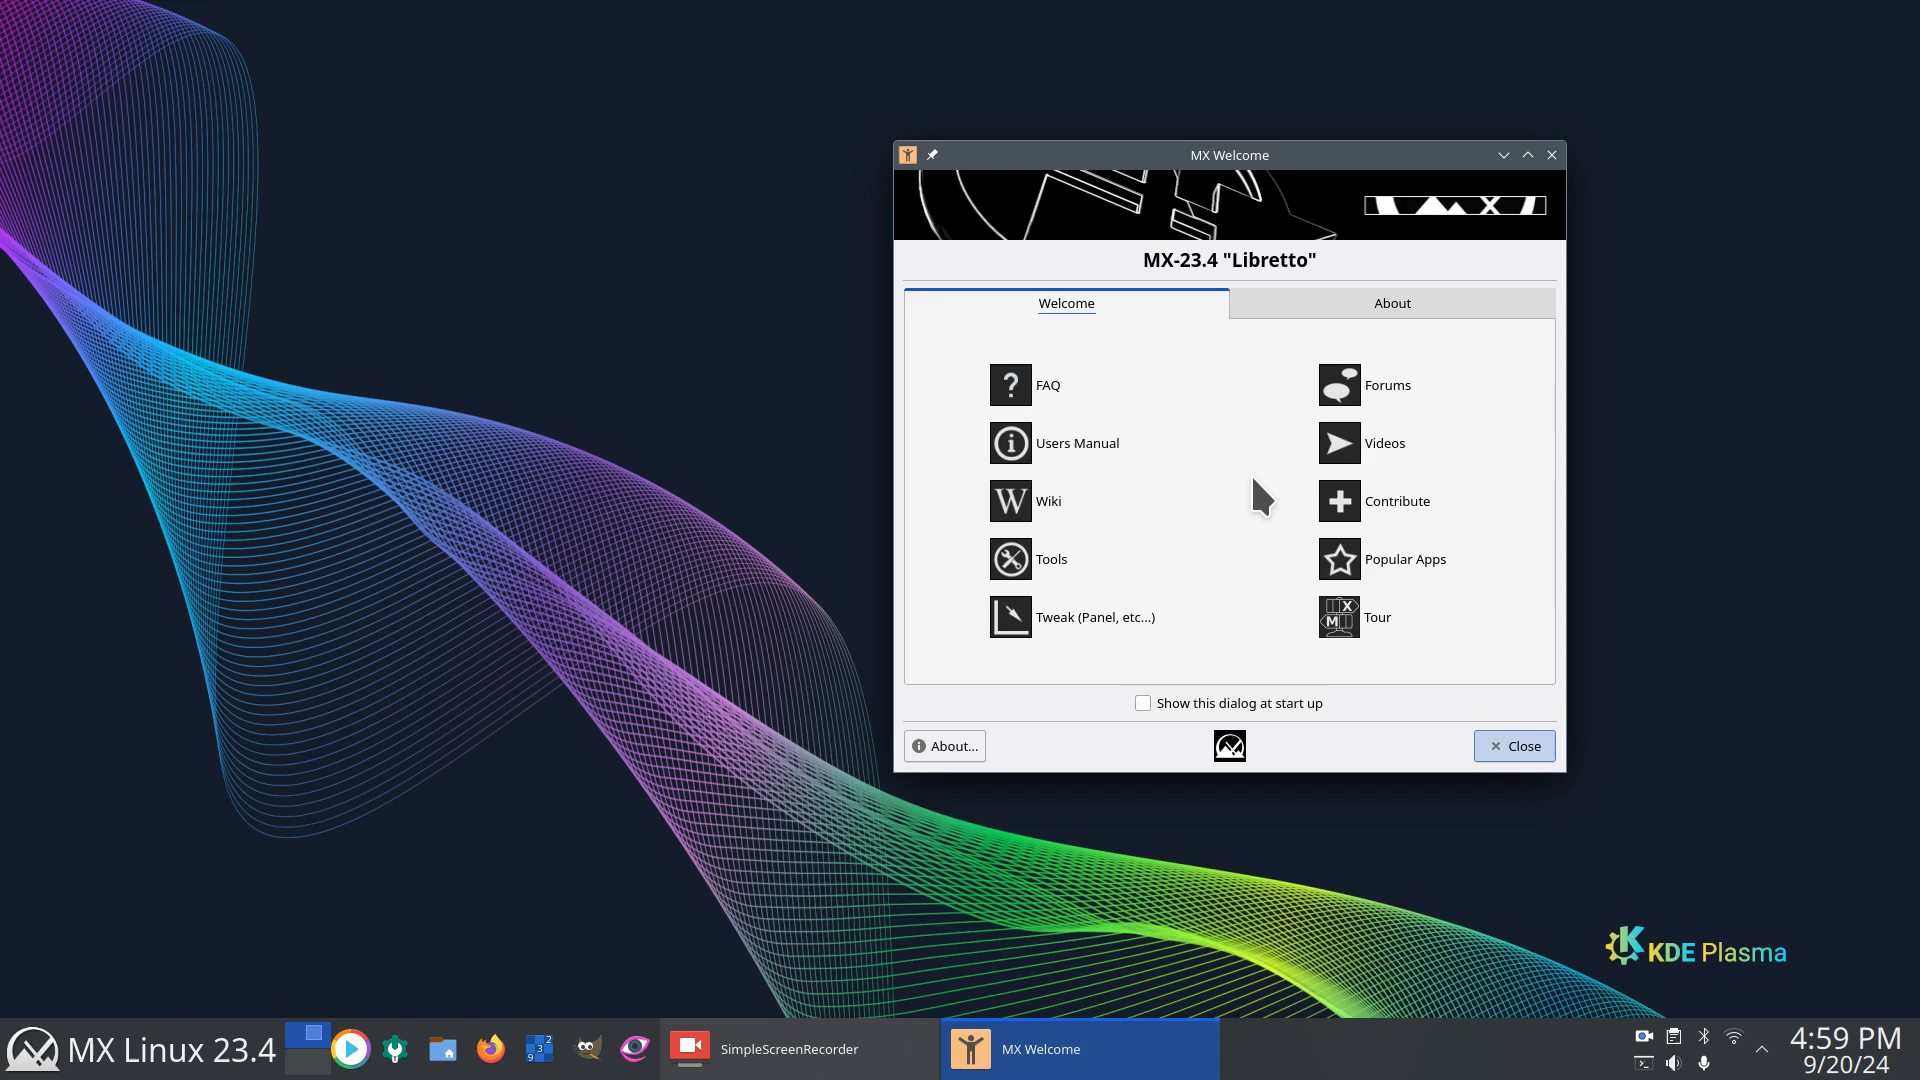 MX Welcome
MX-23.4 "Libretto"
Welcome
About
FAQ
Forums
Users Manual
Videos
Wiki
Contribute
Tools
Popular Apps
Tweak (Panel, etc...)
Tour
Show this dialog at start up
About...
Close
KDE Plasma
MX Linux 23.4
SimpleScreenRecorder
MX Welcome
4:59 PM
9/20/24